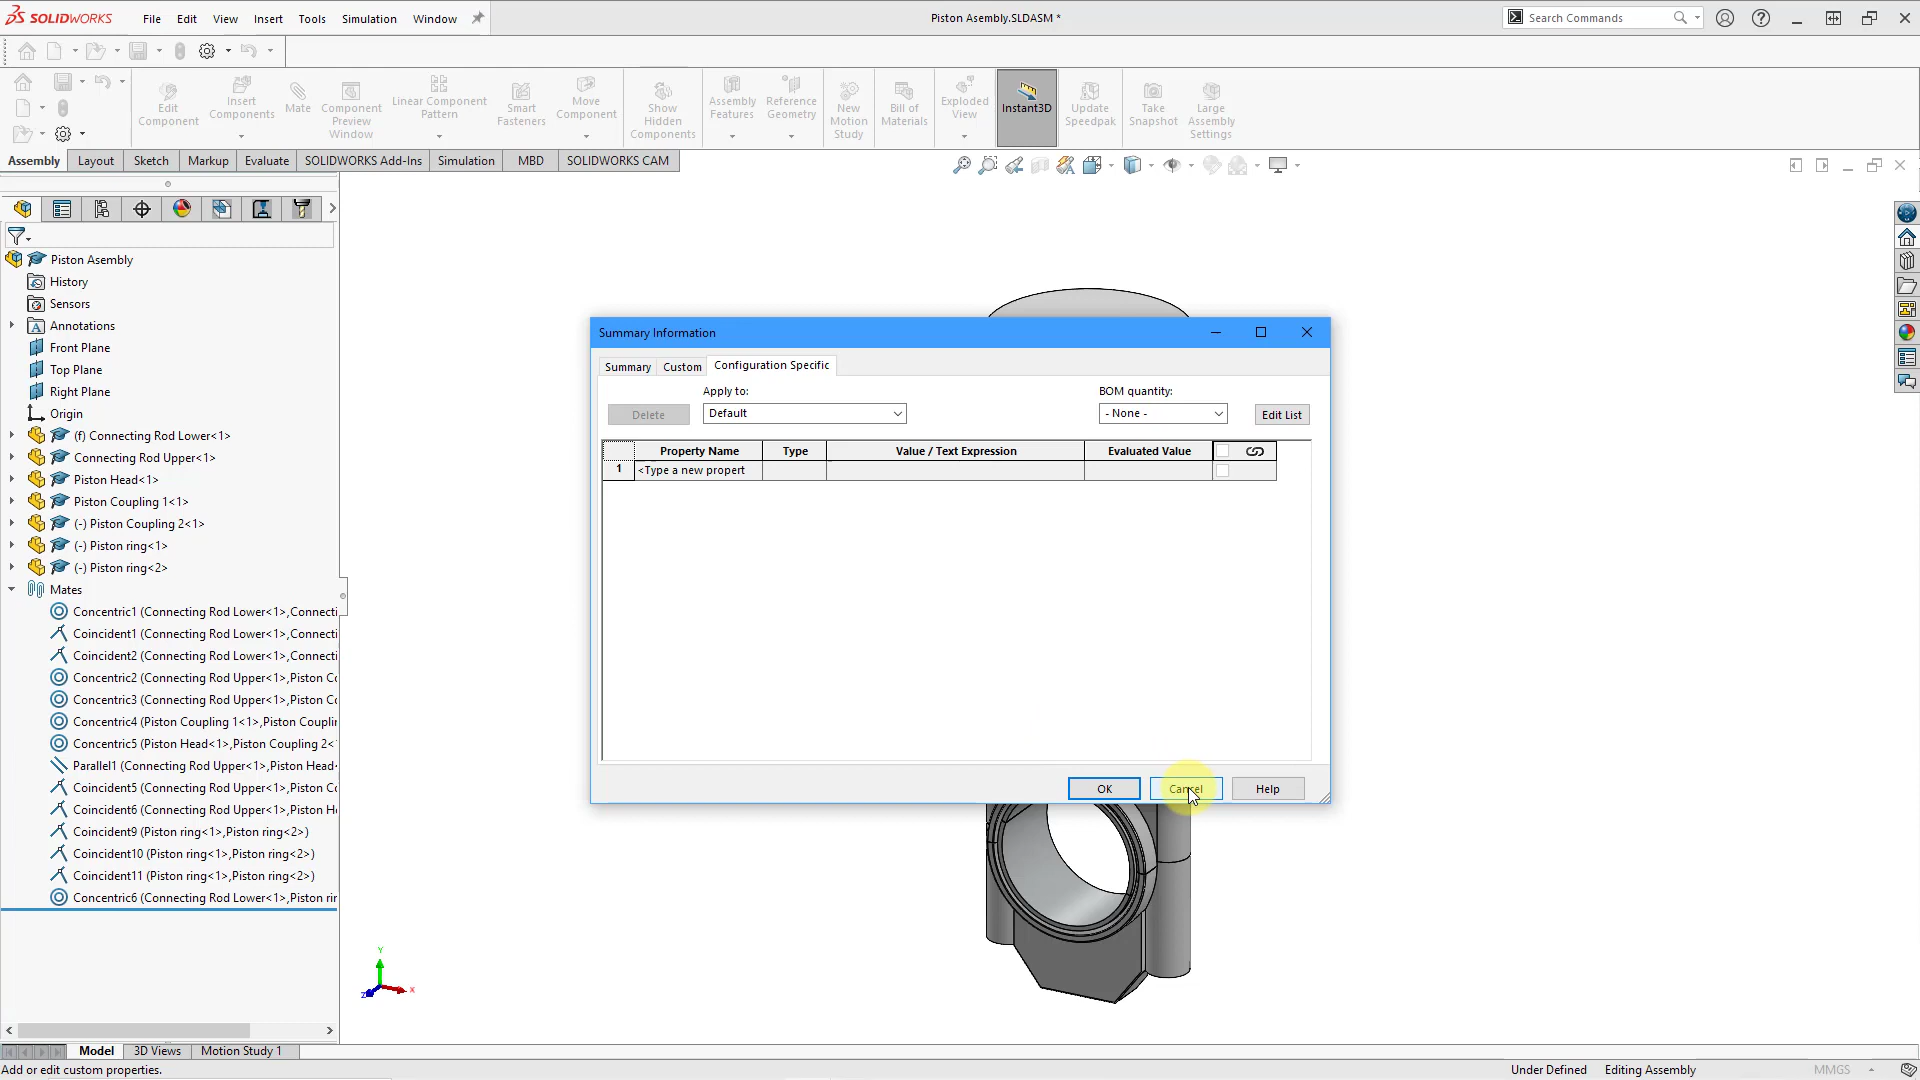 SOLIDWORKS File Edit View Insert Tools Simulation Window Piston Asembly.SLDASM * Search Commands
Edit Component
Insert Components
Mate
Component Preview Window
Linear Component Pattern
Smart Fasteners
Move Component
Show Hidden Components
Assembly Features
Reference Geometry
New Motion Study
Bill of Materials
Exploded View
Instant3D
Update Speedpak
Take Snapshot
Large Assembly Settings
Assembly Layout Sketch Markup Evaluate SOLIDWORKS Add-Ins Simulation MBD SOLIDWORKS CAM
Piston Asembly
History
Sensors
Annotations
Front Plane
Top Plane
Right Plane
Origin
(f) Connecting Rod Lower<1>
Connecting Rod Upper<1>
Piston Head<1>
Piston Coupling 1<1>
(-) Piston Coupling 2<1>
(-) Piston ring<1>
(-) Piston ring<2>
Mates
Concentric1 (Connecting Rod Lower<1>,Connecti
Coincident1 (Connecting Rod Lower<1>,Connecti
Coincident2 (Connecting Rod Lower<1>,Connecti
Concentric2 (Connecting Rod Upper<1>,Piston Co
Concentric3 (Connecting Rod Upper<1>,Piston Co
Concentric4 (Piston Coupling 1<1>,Piston Couplin
Concentric5 (Piston Head<1>,Piston Coupling 2<
Parallel1 (Connecting Rod Upper<1>,Piston Head
Coincident5 (Connecting Rod Upper<1>,Piston Co
Coincident6 (Connecting Rod Upper<1>,Piston H
Coincident9 (Piston ring<1>,Piston ring<2>)
Coincident10 (Piston ring<1>,Piston ring<2>)
Coincident11 (Piston ring<1>,Piston ring<2>)
Concentric6 (Connecting Rod Lower<1>,Piston rin
Summary Information
Summary Custom Configuration Specific
Apply to: BOM quantity:
Delete Default - None - Edit List
Property Name Type Value / Text Expression Evaluated Value
1 <Type a new propert
OK Cancel Help
Y
X
Z
Model 3D Views Motion Study 1
Add or edit custom properties. Under Defined Editing Assembly MMGS